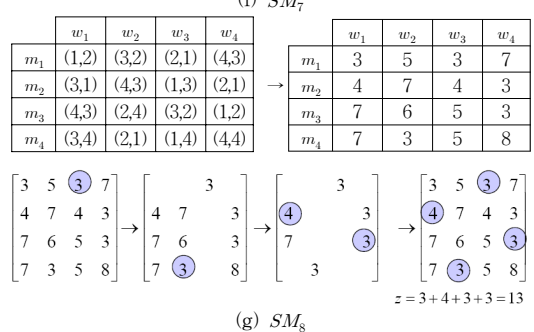 (f) SM₇
w₁ w₂ w₃ w₄
m₁ (1,2) (3,2) (2,1) (4,3)
m₂ (3,1) (4,3) (1,3) (2,1)
m₃ (4,3) (2,4) (3,2) (1,2)
m₄ (3,4) (2,1) (1,4) (4,4)
→
w₁ w₂ w₃ w₄
m₁ 3 5 3 7
m₂ 4 7 4 3
m₃ 7 6 5 3
m₄ 7 3 5 8
3 5 3 7
4 7 4 3
7 6 5 3
7 3 5 8
→
3
4 7 3
7 6 3
7 3 8
→
3
4 3
7 3
3
→
3 5 3 7
4 7 4 3
7 6 5 3
7 3 5 8
z = 3 + 4 + 3 + 3 = 13
(g) SM₈